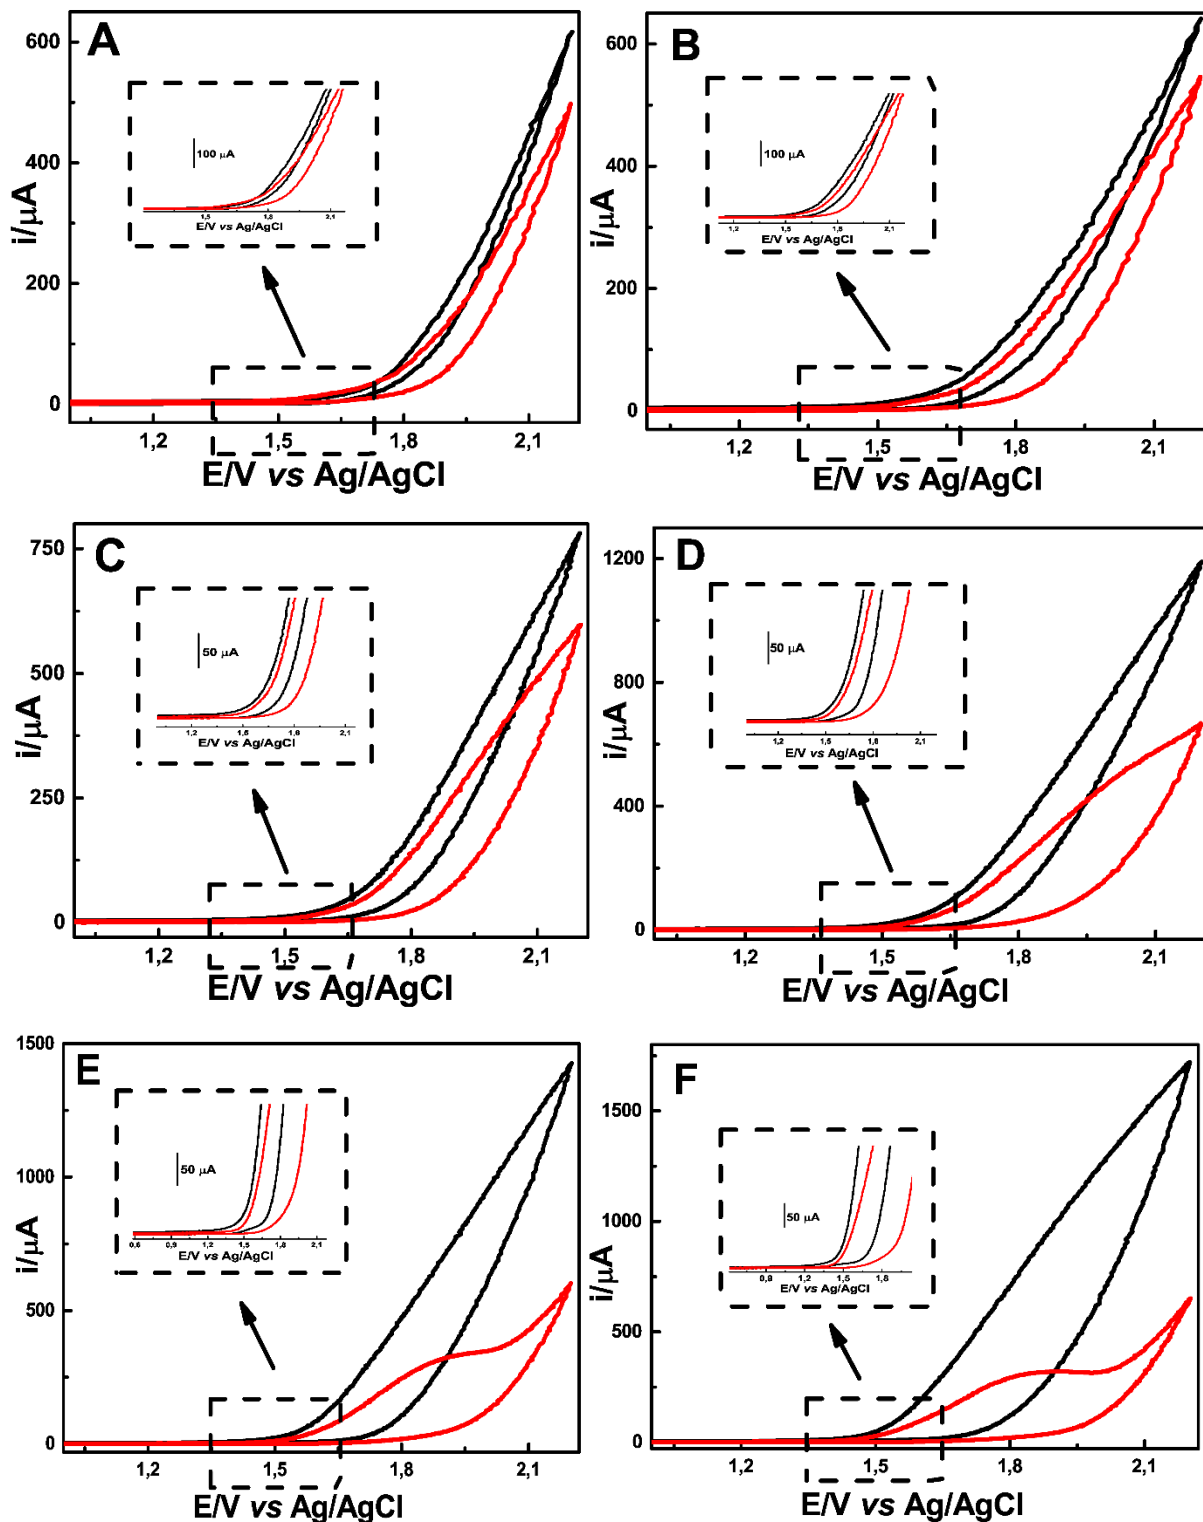 A
600
400
200
0
i/µA
100 µA
1,5 1,8 2,1
E/V vs Ag/AgCl
1,2 1,5 1,8 2,1
E/V vs Ag/AgCl
B
600
400
200
0
i/µA
100 µA
1,2 1,5 1,8 2,1
E/V vs Ag/AgCl
1,2 1,5 1,8 2,1
E/V vs Ag/AgCl
C
750
500
250
0
i/µA
50 µA
1,2 1,5 1,8 2,1
E/V vs Ag/AgCl
1,2 1,5 1,8 2,1
E/V vs Ag/AgCl
D
1200
800
400
0
i/µA
50 µA
1,2 1,5 1,8 2,1
E/V vs Ag/AgCl
1,2 1,5 1,8 2,1
E/V vs Ag/AgCl
E
1500
1000
500
0
i/µA
50 µA
0,6 0,9 1,2 1,5 1,8 2,1
E/V vs Ag/AgCl
1,2 1,5 1,8 2,1
E/V vs Ag/AgCl
F
1500
1000
500
0
i/µA
50 µA
0,9 1,2 1,5 1,8
E/V vs Ag/AgCl
1,2 1,5 1,8 2,1
E/V vs Ag/AgCl